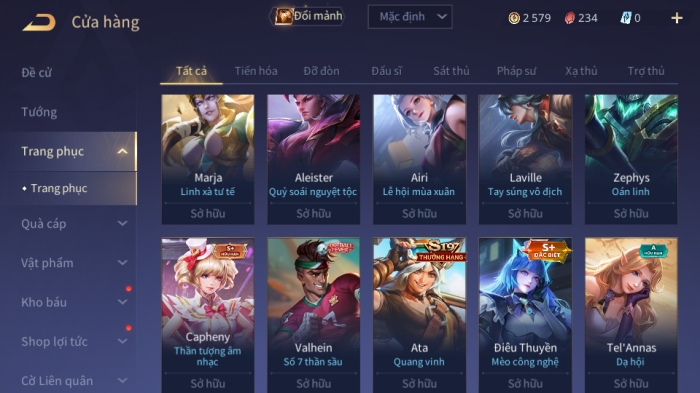 Cửa hàng
Đổi mảnh
Mặc định
2 579
234
0
Đề cử
Tướng
Trang phục
Trang phục
Quà cáp
Vật phẩm
Kho báu
Shop lợi tức
Cờ Liên quân
Tất cả
Tiến hóa
Đỡ đòn
Đấu sĩ
Sát thủ
Pháp sư
Xạ thủ
Trợ thủ
Marja
Linh xà tư tế
Sở hữu
Aleister
Quỷ soái nguyệt tộc
Sở hữu
Airi
Lễ hội mùa xuân
Sở hữu
Laville
Tay súng vô địch
Sở hữu
Zephys
Oán linh
Sở hữu
S+
HỮU HẠN
Capheny
Thần tượng âm
nhạc
Sở hữu
Valhein
Số 7 thần sầu
Sở hữu
S197
THƯỞNG HẠNG
Ata
Quang vinh
Sở hữu
S+
ĐẶC BIỆT
Điêu Thuyền
Mèo công nghệ
Sở hữu
A
HỮU HẠN
Tel'Annas
Dạ hội
Sở hữu